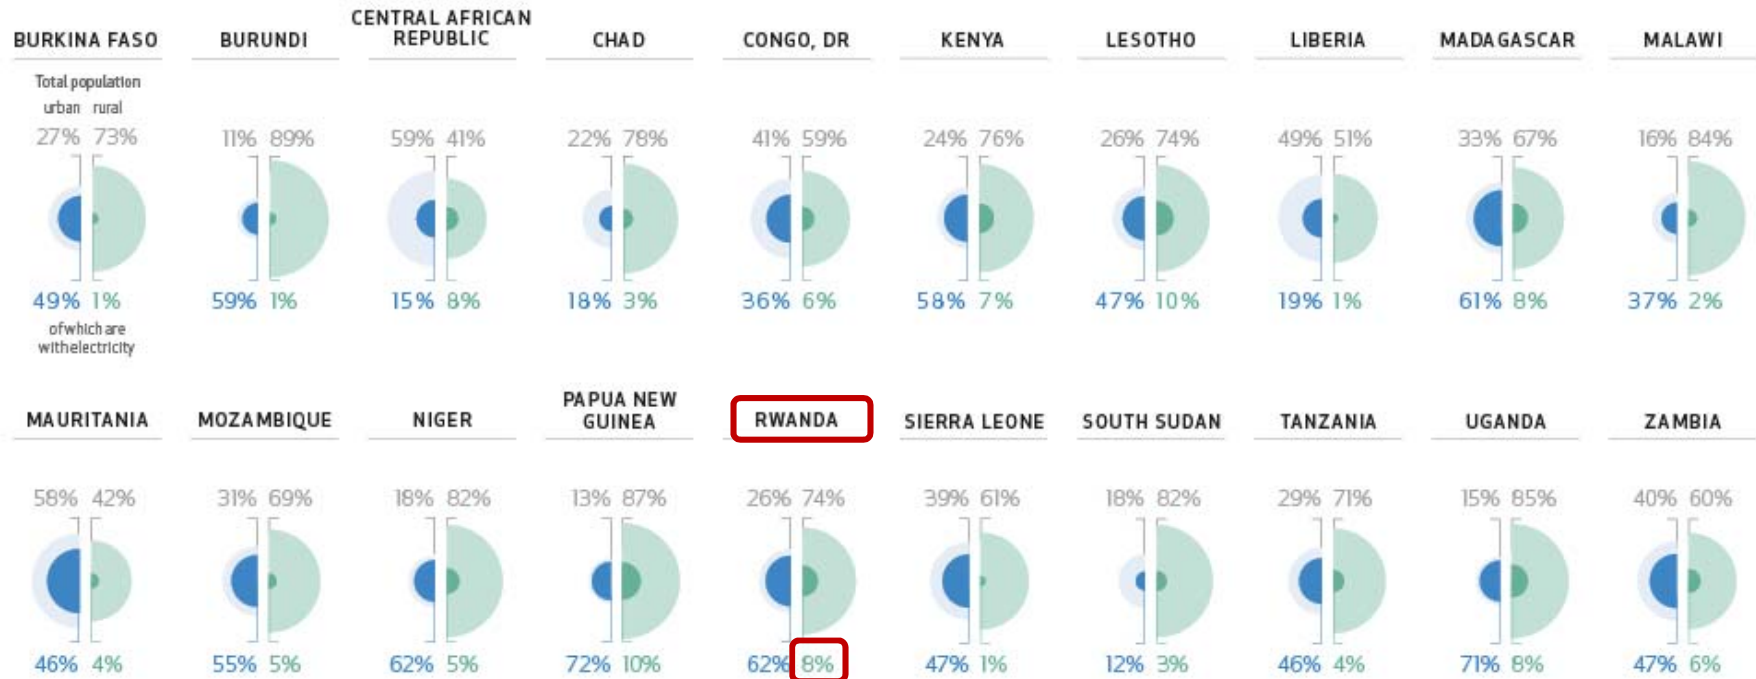 BURKINA FASO BURUNDI CENTRAL AFRICAN REPUBLIC CHAD CONGO, DR KENYA LESOTHO LIBERIA MADAGASCAR MALAWI
Total population
urban rural
27% 73% 11% 89% 59% 41% 22% 78% 41% 59% 24% 76% 26% 74% 49% 51% 33% 67% 16% 84%
49% 1% 59% 1% 15% 8% 18% 3% 36% 6% 58% 7% 47% 10% 19% 1% 61% 8% 37% 2%
of which are
with electricity
MAURITANIA MOZAMBIQUE NIGER PAPUA NEW GUINEA RWANDA SIERRA LEONE SOUTH SUDAN TANZANIA UGANDA ZAMBIA
58% 42% 31% 69% 18% 82% 13% 87% 26% 74% 39% 61% 18% 82% 29% 71% 15% 85% 40% 60%
46% 4% 55% 5% 62% 5% 72% 10% 62% 8% 47% 1% 12% 3% 46% 4% 71% 8% 47% 6%